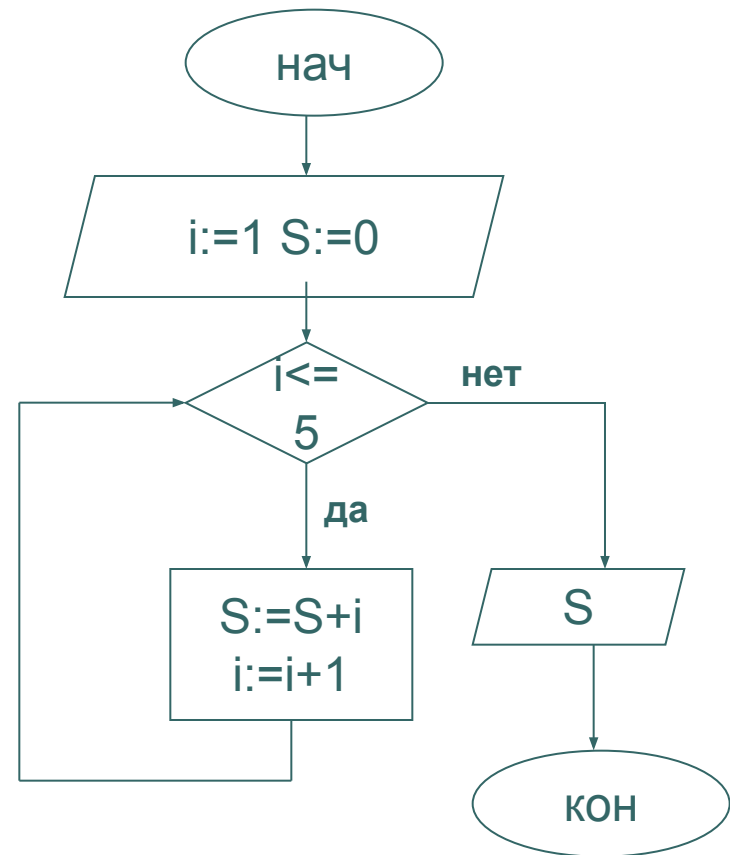 нач
i:=1 S:=0
i<=
5
нет
да
S:=S+i
i:=i+1
S
кон